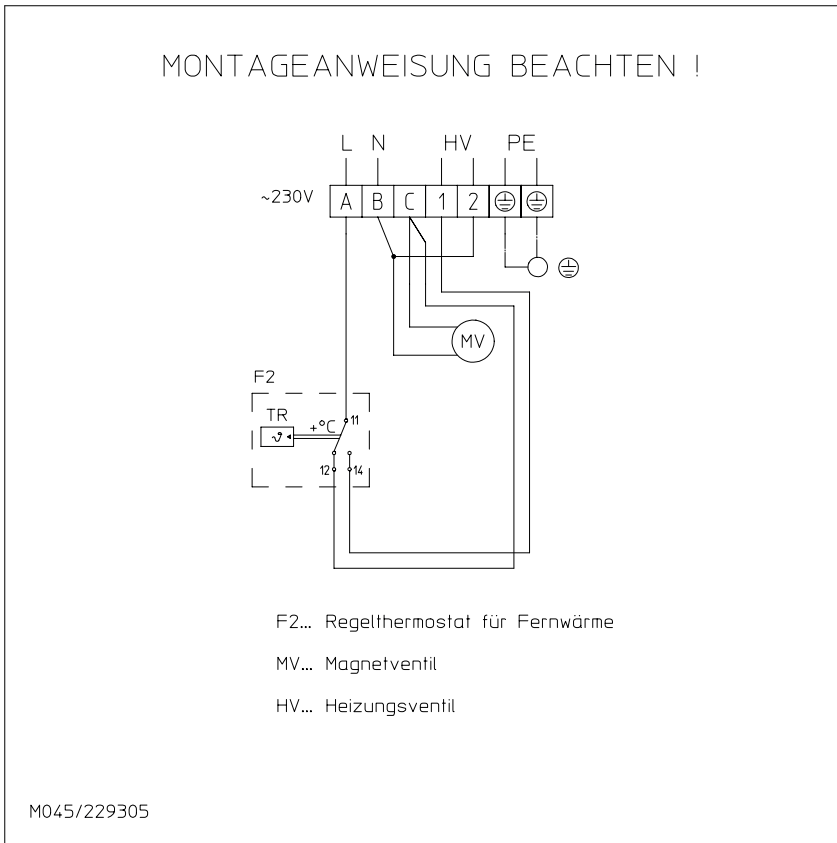 MONTAGEANWEISUNG BEACHTEN !
L N HV PE
~230V A B C 1 2
MV
F2
TR
+°C 11
ϑ
12 14
F2... Regelthermostat für Fernwärme
MV... Magnetventil
HV... Heizungsventil
M045/229305